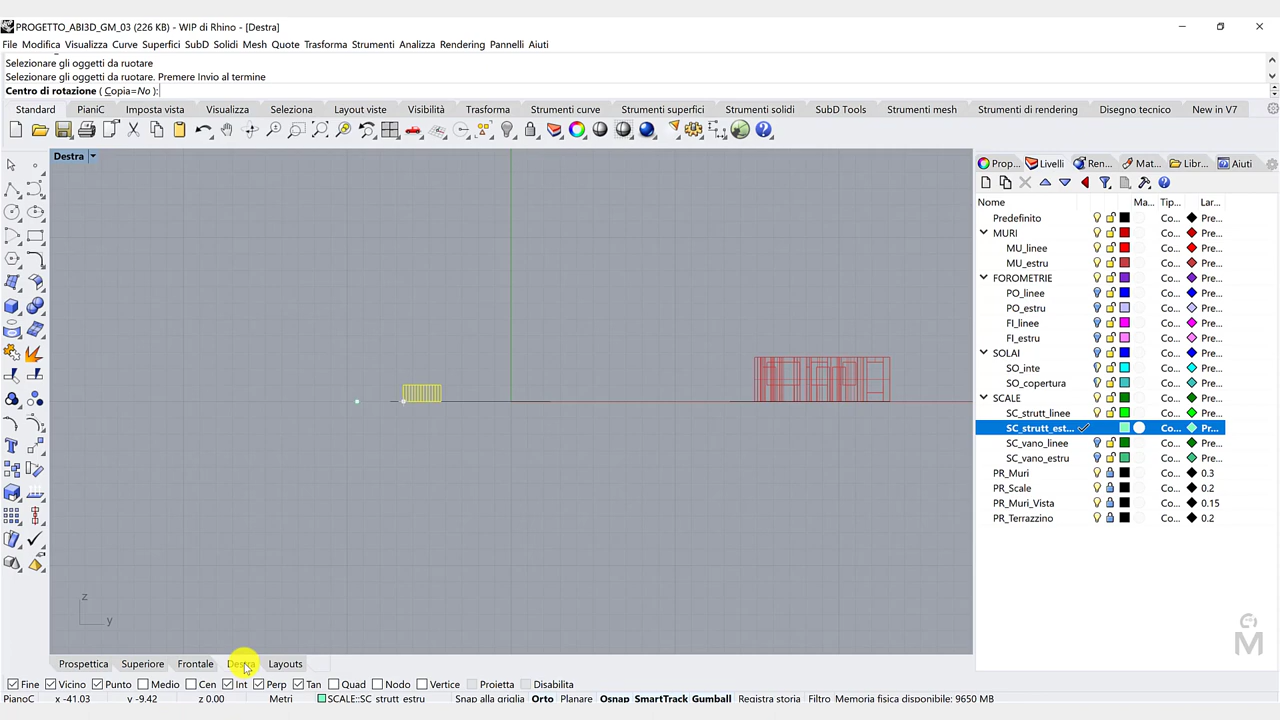 PROGETTO_ABI3D_GM_03 (226 KB) - WIP di Rhino - [Destra]
File Modifica Visualizza Curve Superfici SubD Solidi Mesh Quote Trasforma Strumenti Analizza Rendering Pannelli Aiuti
Selezionare gli oggetti da ruotare
Selezionare gli oggetti da ruotare. Premere Invio al termine
Centro di rotazione ( Copia=No ):
Standard PianiC Imposta vista Visualizza Seleziona Layout viste Visibilità Trasforma Strumenti curve Strumenti superfici Strumenti solidi SubD Tools Strumenti mesh Strumenti di rendering Disegno tecnico New in V7
Destra
Prop... Livelli Ren... Mat... Libr... Aiuti
Nome Ma... Tip... Lar...
Predefinito Co... Pre...
MURI Co... Pre...
MU_linee Co... Pre...
MU_estru Co... Pre...
FOROMETRIE Co... Pre...
PO_linee Co... Pre...
PO_estru Co... Pre...
FI_linee Co... Pre...
FI_estru Co... Pre...
SOLAI Co... Pre...
SO_inte Co... Pre...
SO_copertura Co... Pre...
SCALE Co... Pre...
SC_strutt_linee Co... Pre...
SC_strutt_est... Co... Pr...
SC_vano_linee Co... Pre...
SC_vano_estru Co... Pre...
PR_Muri Co... 0.3
PR_Scale Co... 0.2
PR_Muri_Vista Co... 0.15
PR_Terrazzino Co... 0.2
z
y
M
Prospettica Superiore Frontale Destra Layouts
Fine Vicino Punto Medio Cen Int Perp Tan Quad Nodo Vertice Proietta Disabilita
PianoC x -41.03 y -9.42 z 0.00 Metri SCALE::SC_strutt_estru Snap alla griglia Orto Planare Osnap SmartTrack Gumball Registra storia Filtro Memoria fisica disponibile: 9650 MB